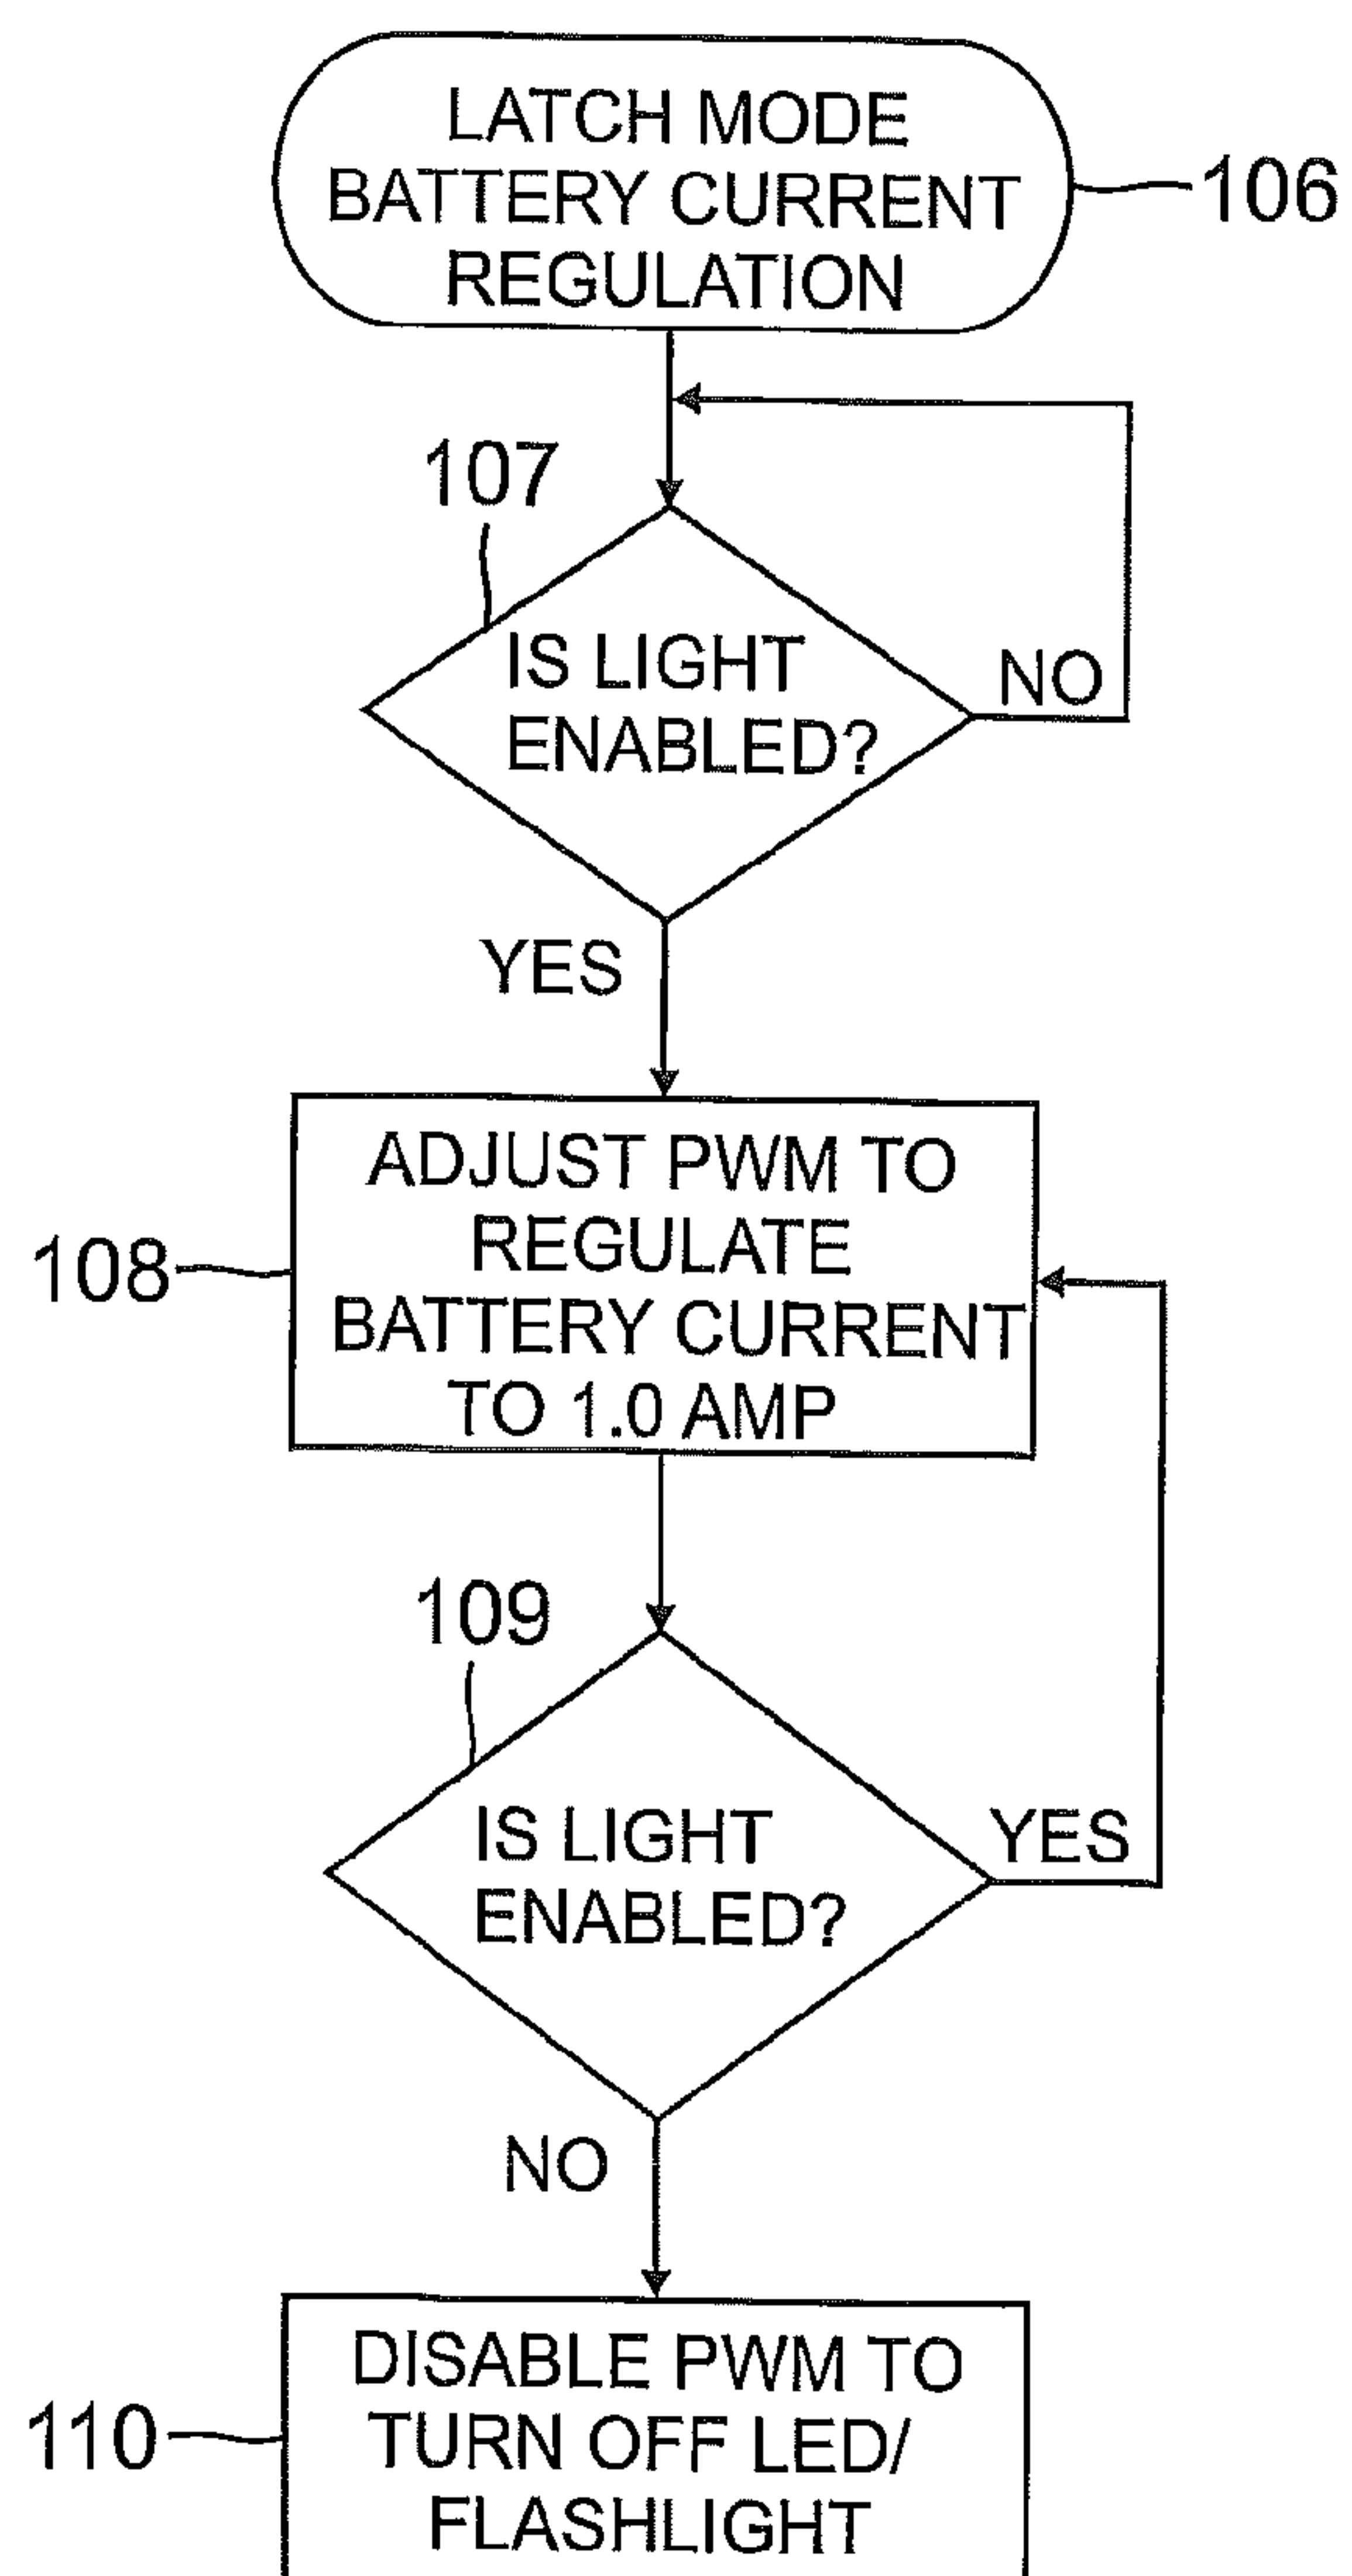 LATCH MODE
BATTERY CURRENT
REGULATION
106
107
IS LIGHT
ENABLED?
NO
YES
ADJUST PWM TO
REGULATE
BATTERY CURRENT
TO 1.0 AMP
108
109
IS LIGHT
ENABLED?
YES
NO
DISABLE PWM TO
TURN OFF LED/
FLASHLIGHT
110